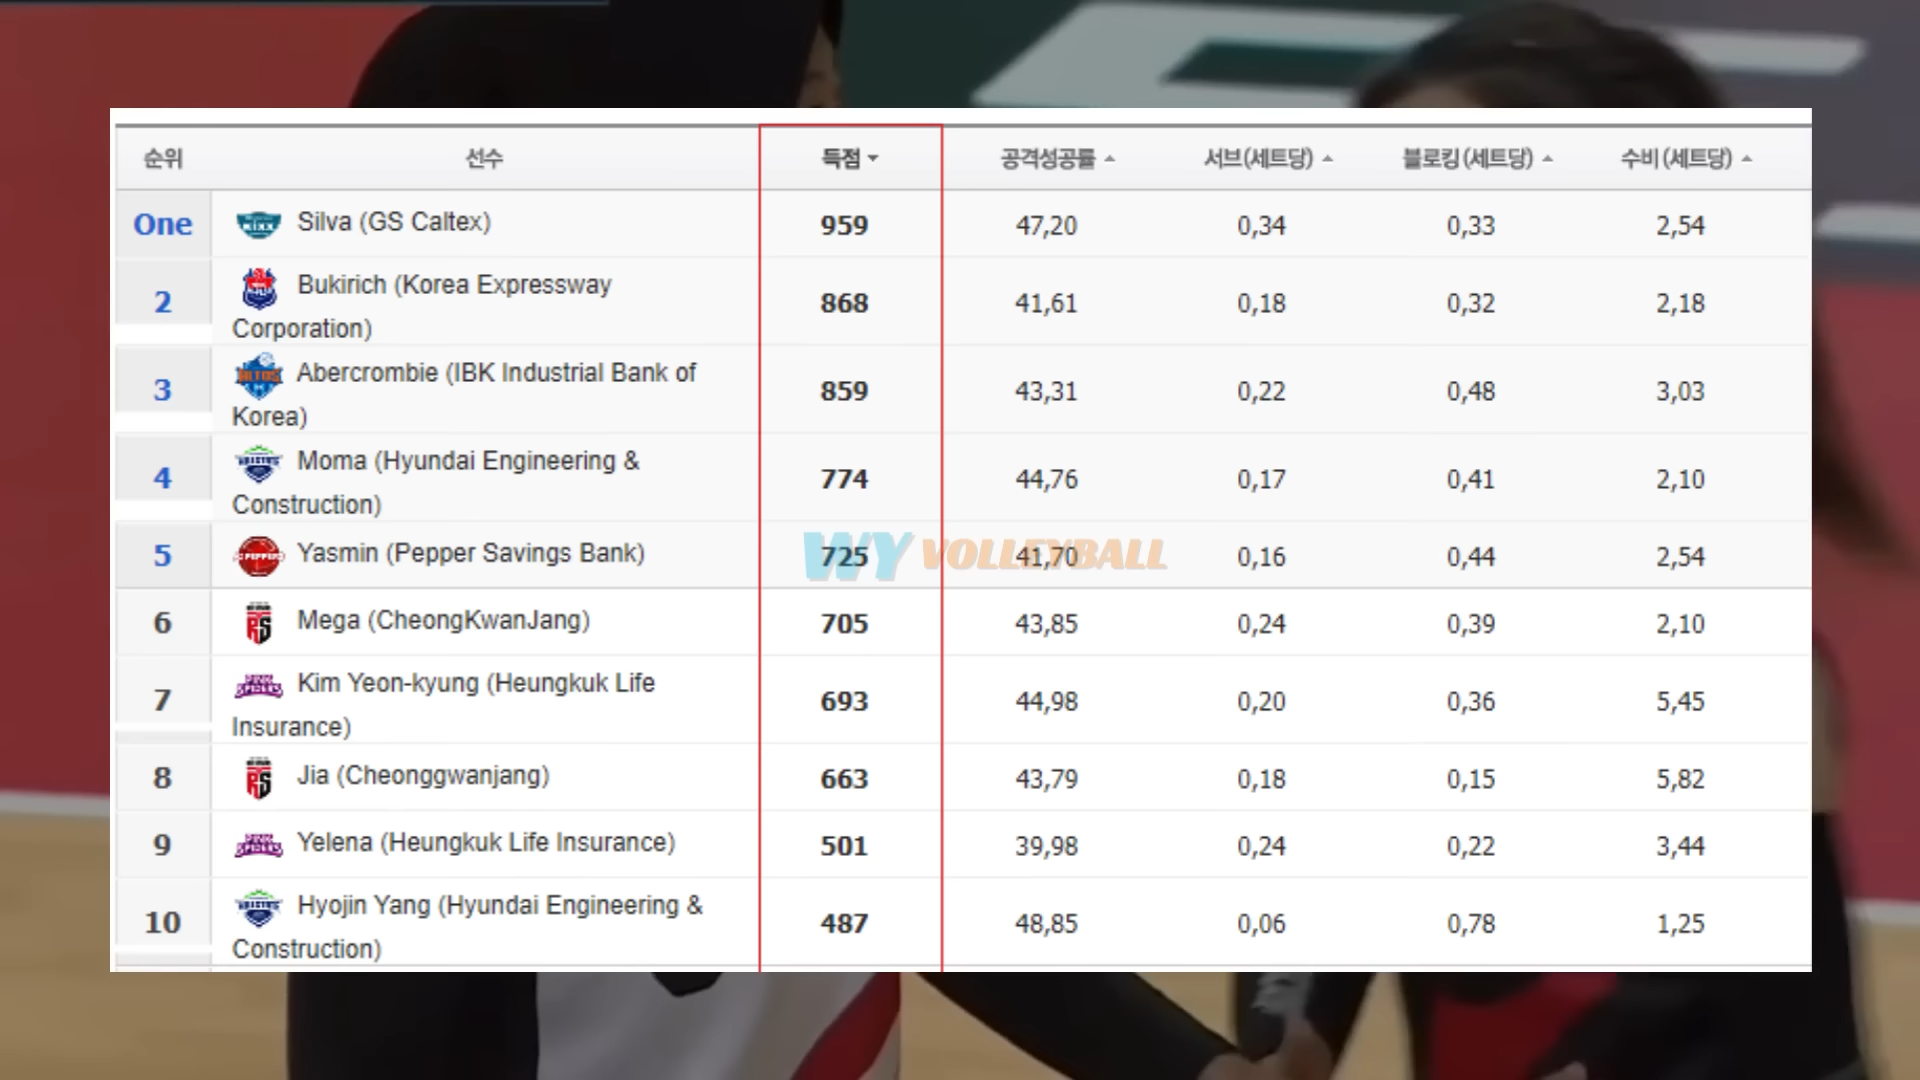 순위 선수 득점 공격성공률 서브(세트당) 블로킹(세트당) 수비(세트당)
One Silva (GS Caltex) 959 47,20 0,34 0,33 2,54
2 Bukirich (Korea Expressway Corporation) 868 41,61 0,18 0,32 2,18
3 Abercrombie (IBK Industrial Bank of Korea) 859 43,31 0,22 0,48 3,03
4 Moma (Hyundai Engineering & Construction) 774 44,76 0,17 0,41 2,10
5 Yasmin (Pepper Savings Bank) 725 41,70 0,16 0,44 2,54
WY VOLLEYBALL
6 Mega (CheongKwanJang) 705 43,85 0,24 0,39 2,10
7 Kim Yeon-kyung (Heungkuk Life Insurance) 693 44,98 0,20 0,36 5,45
8 Jia (Cheonggwanjang) 663 43,79 0,18 0,15 5,82
9 Yelena (Heungkuk Life Insurance) 501 39,98 0,24 0,22 3,44
10 Hyojin Yang (Hyundai Engineering & Construction) 487 48,85 0,06 0,78 1,25